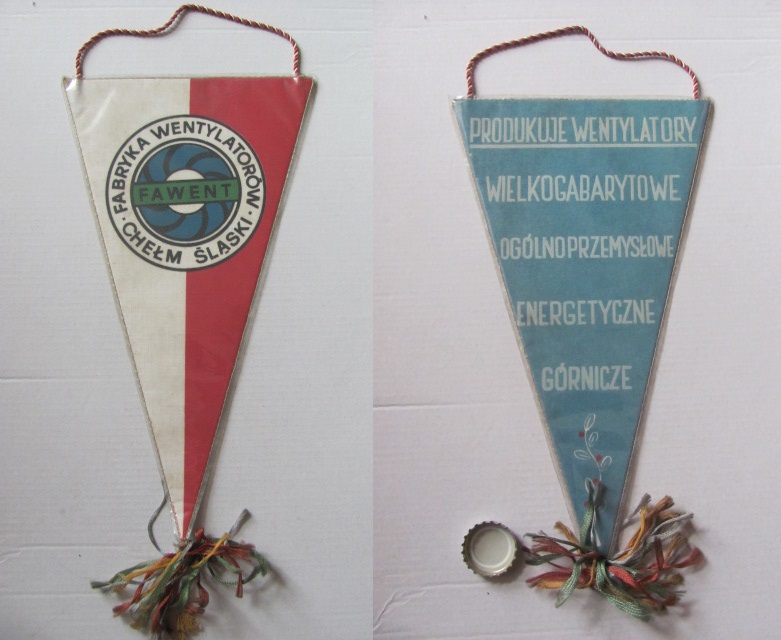 FABRYKA WENTYLATORÓW
FAWENT
· CHEŁM ŚLĄSKI ·
PRODUKUJE WENTYLATORY
WIELKOGABARYTOWE
OGÓLNOPRZEMYSŁOWE
ENERGETYCZNE
GÓRNICZE